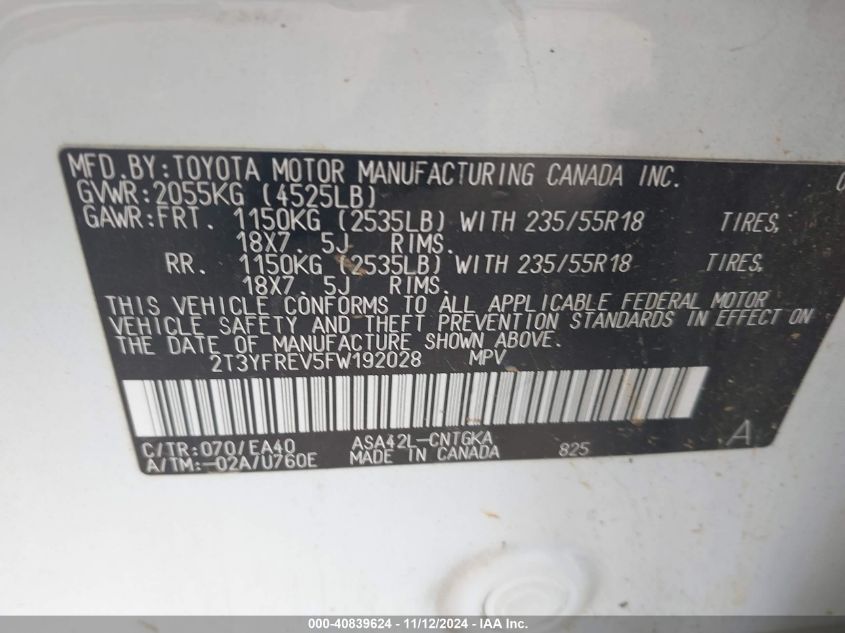 MFD.BY:TOYOTA MOTOR MANUFACTURING CANADA INC.
GVWR:2055KG (4525LB)
GAWR:FRT. 1150KG (2535LB) WITH 235/55R18 TIRES,
18X7. 5J RIMS.
RR. 1150KG (2535LB) WITH 235/55R18 TIRES,
18X7. 5J RIMS.
THIS VEHICLE CONFORMS TO ALL APPLICABLE FEDERAL MOTOR
VEHICLE SAFETY AND THEFT PREVENTION STANDARDS IN EFFECT ON
THE DATE OF MANUFACTURE SHOWN ABOVE.
2T3YFREV5FW192028 MPV
C/TR:070/EA40 ASA42L-CNTGKA 825 A
A/TM:-02A/U760E MADE IN CANADA
000-40839624 - 11/12/2024 - © IAA Holdings, LLC.